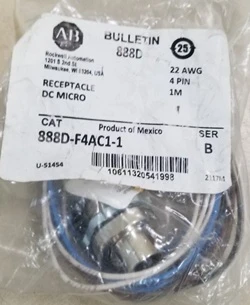 AB
BULLETIN
888D
25
Rockwell Automation
1201 S 2nd St
Milwaukee, WI 53204, USA
22 AWG
4 PIN
1M
RECEPTACLE
DC MICRO
Product of Mexico
CAT
888D-F4AC1-1
SER
B
U-51454
10611320541998